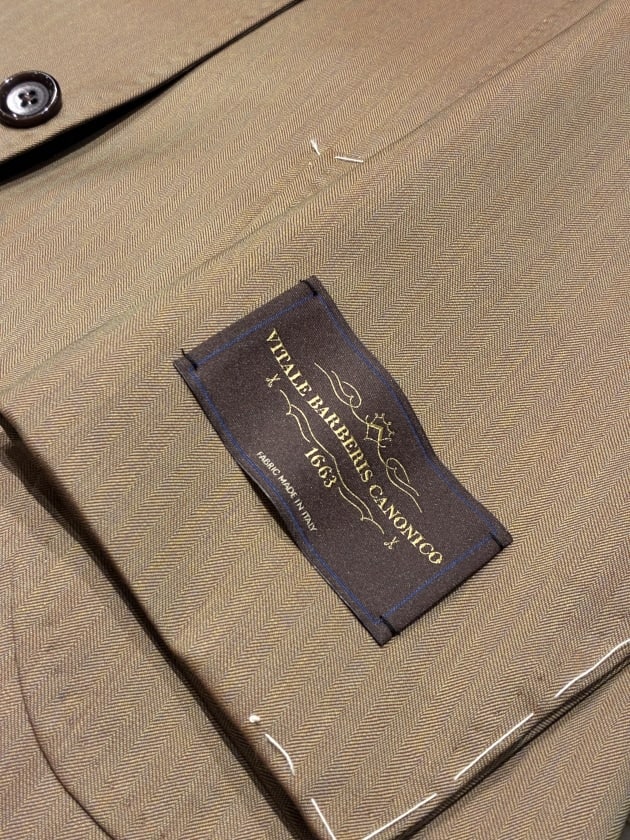 VITALE BARBERIS CANONICO
1663
FABRIC MADE IN ITALY